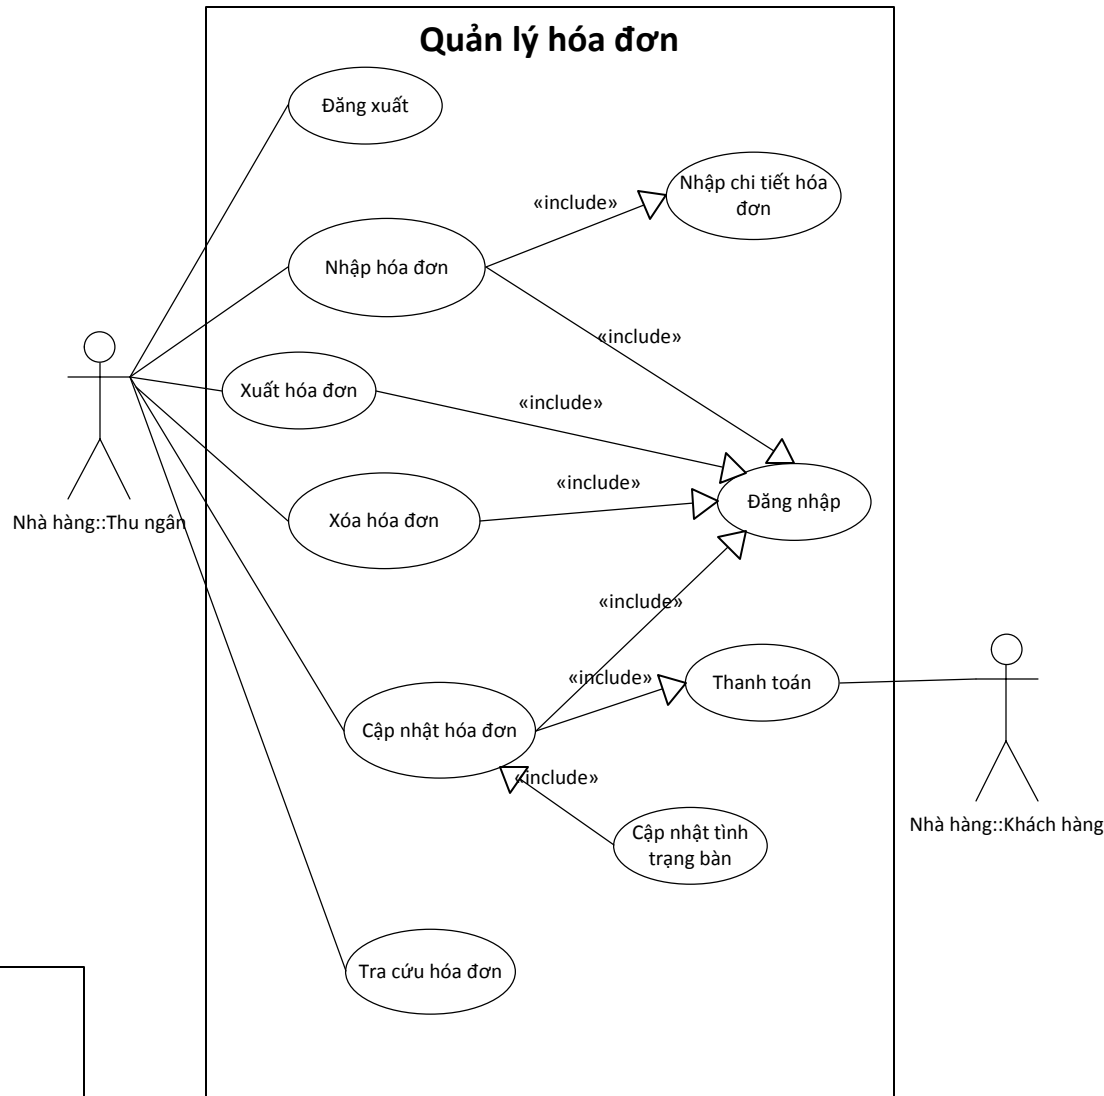 Quản lý hóa đơn
Đăng xuất
Nhập chi tiết hóa
đơn
«include»
Nhập hóa đơn
«include»
Xuất hóa đơn
«include»
«include»
Đăng nhập
Xóa hóa đơn
Nhà hàng::Thu ngân
«include»
«include»
Thanh toán
Cập nhật hóa đơn
«include»
Nhà hàng::Khách hàng
Cập nhật tình
trạng bàn
Tra cứu hóa đơn